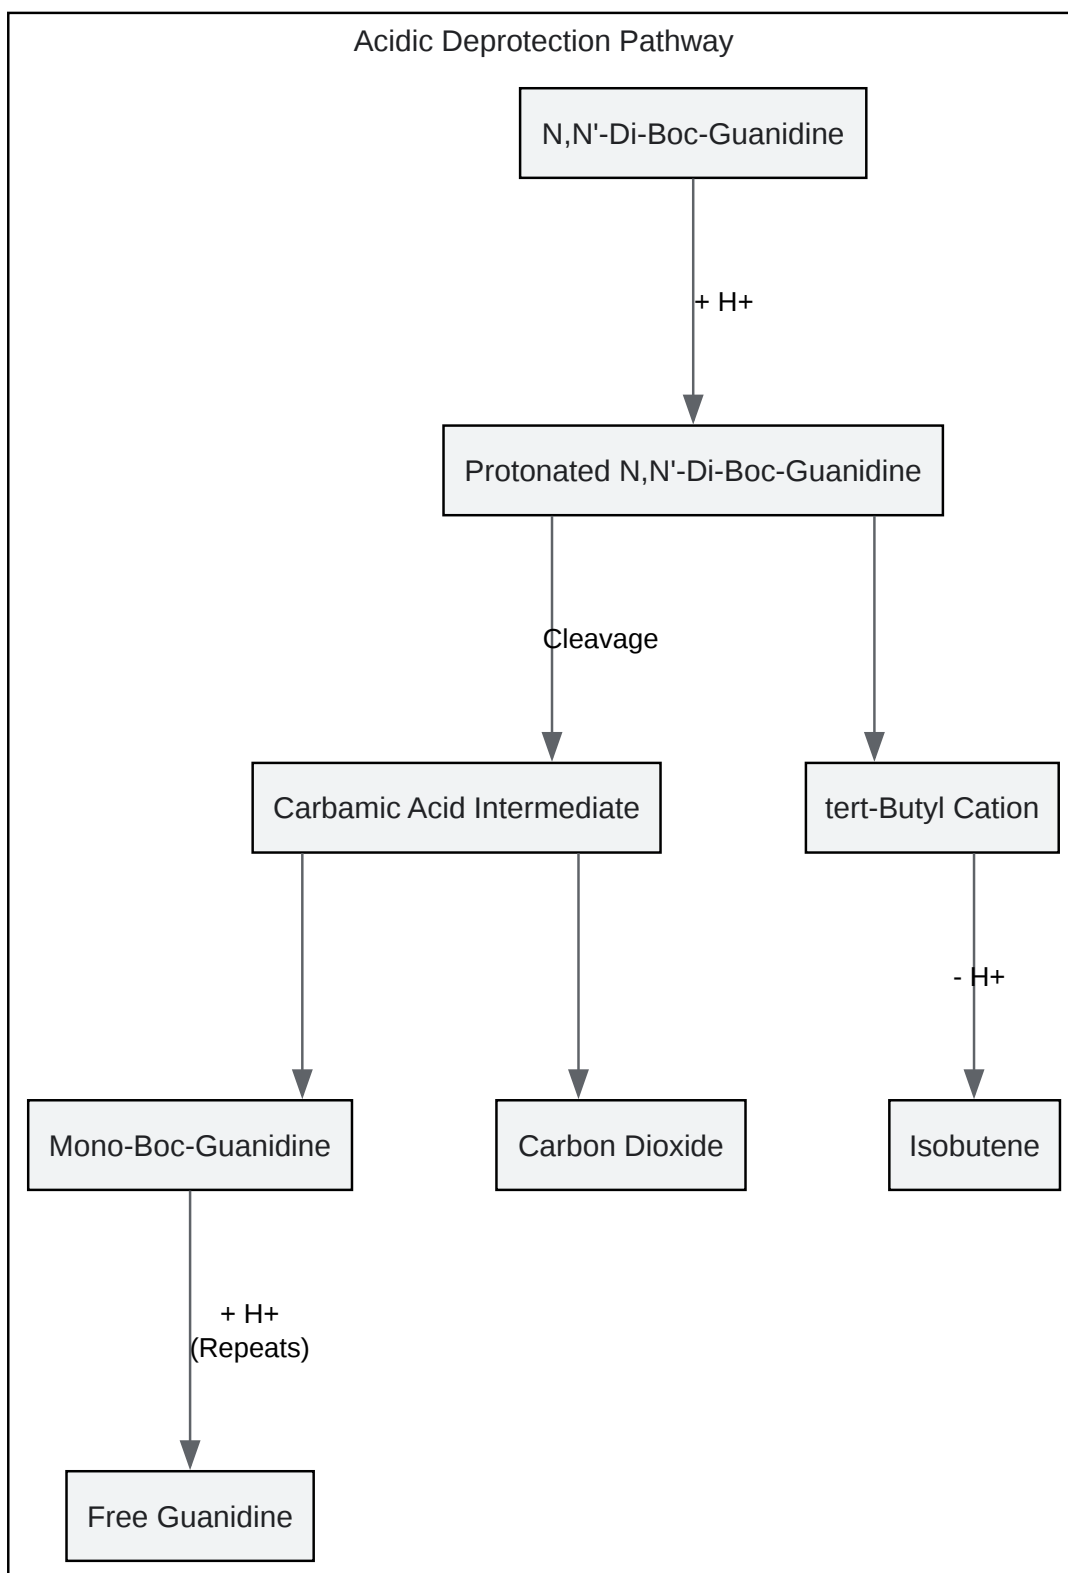 Acidic Deprotection Pathway
N,N'-Di-Boc-Guanidine
+ H+
Protonated N,N'-Di-Boc-Guanidine
Cleavage
Carbamic Acid Intermediate
tert-Butyl Cation
- H+
Mono-Boc-Guanidine
Carbon Dioxide
Isobutene
+ H+
(Repeats)
Free Guanidine